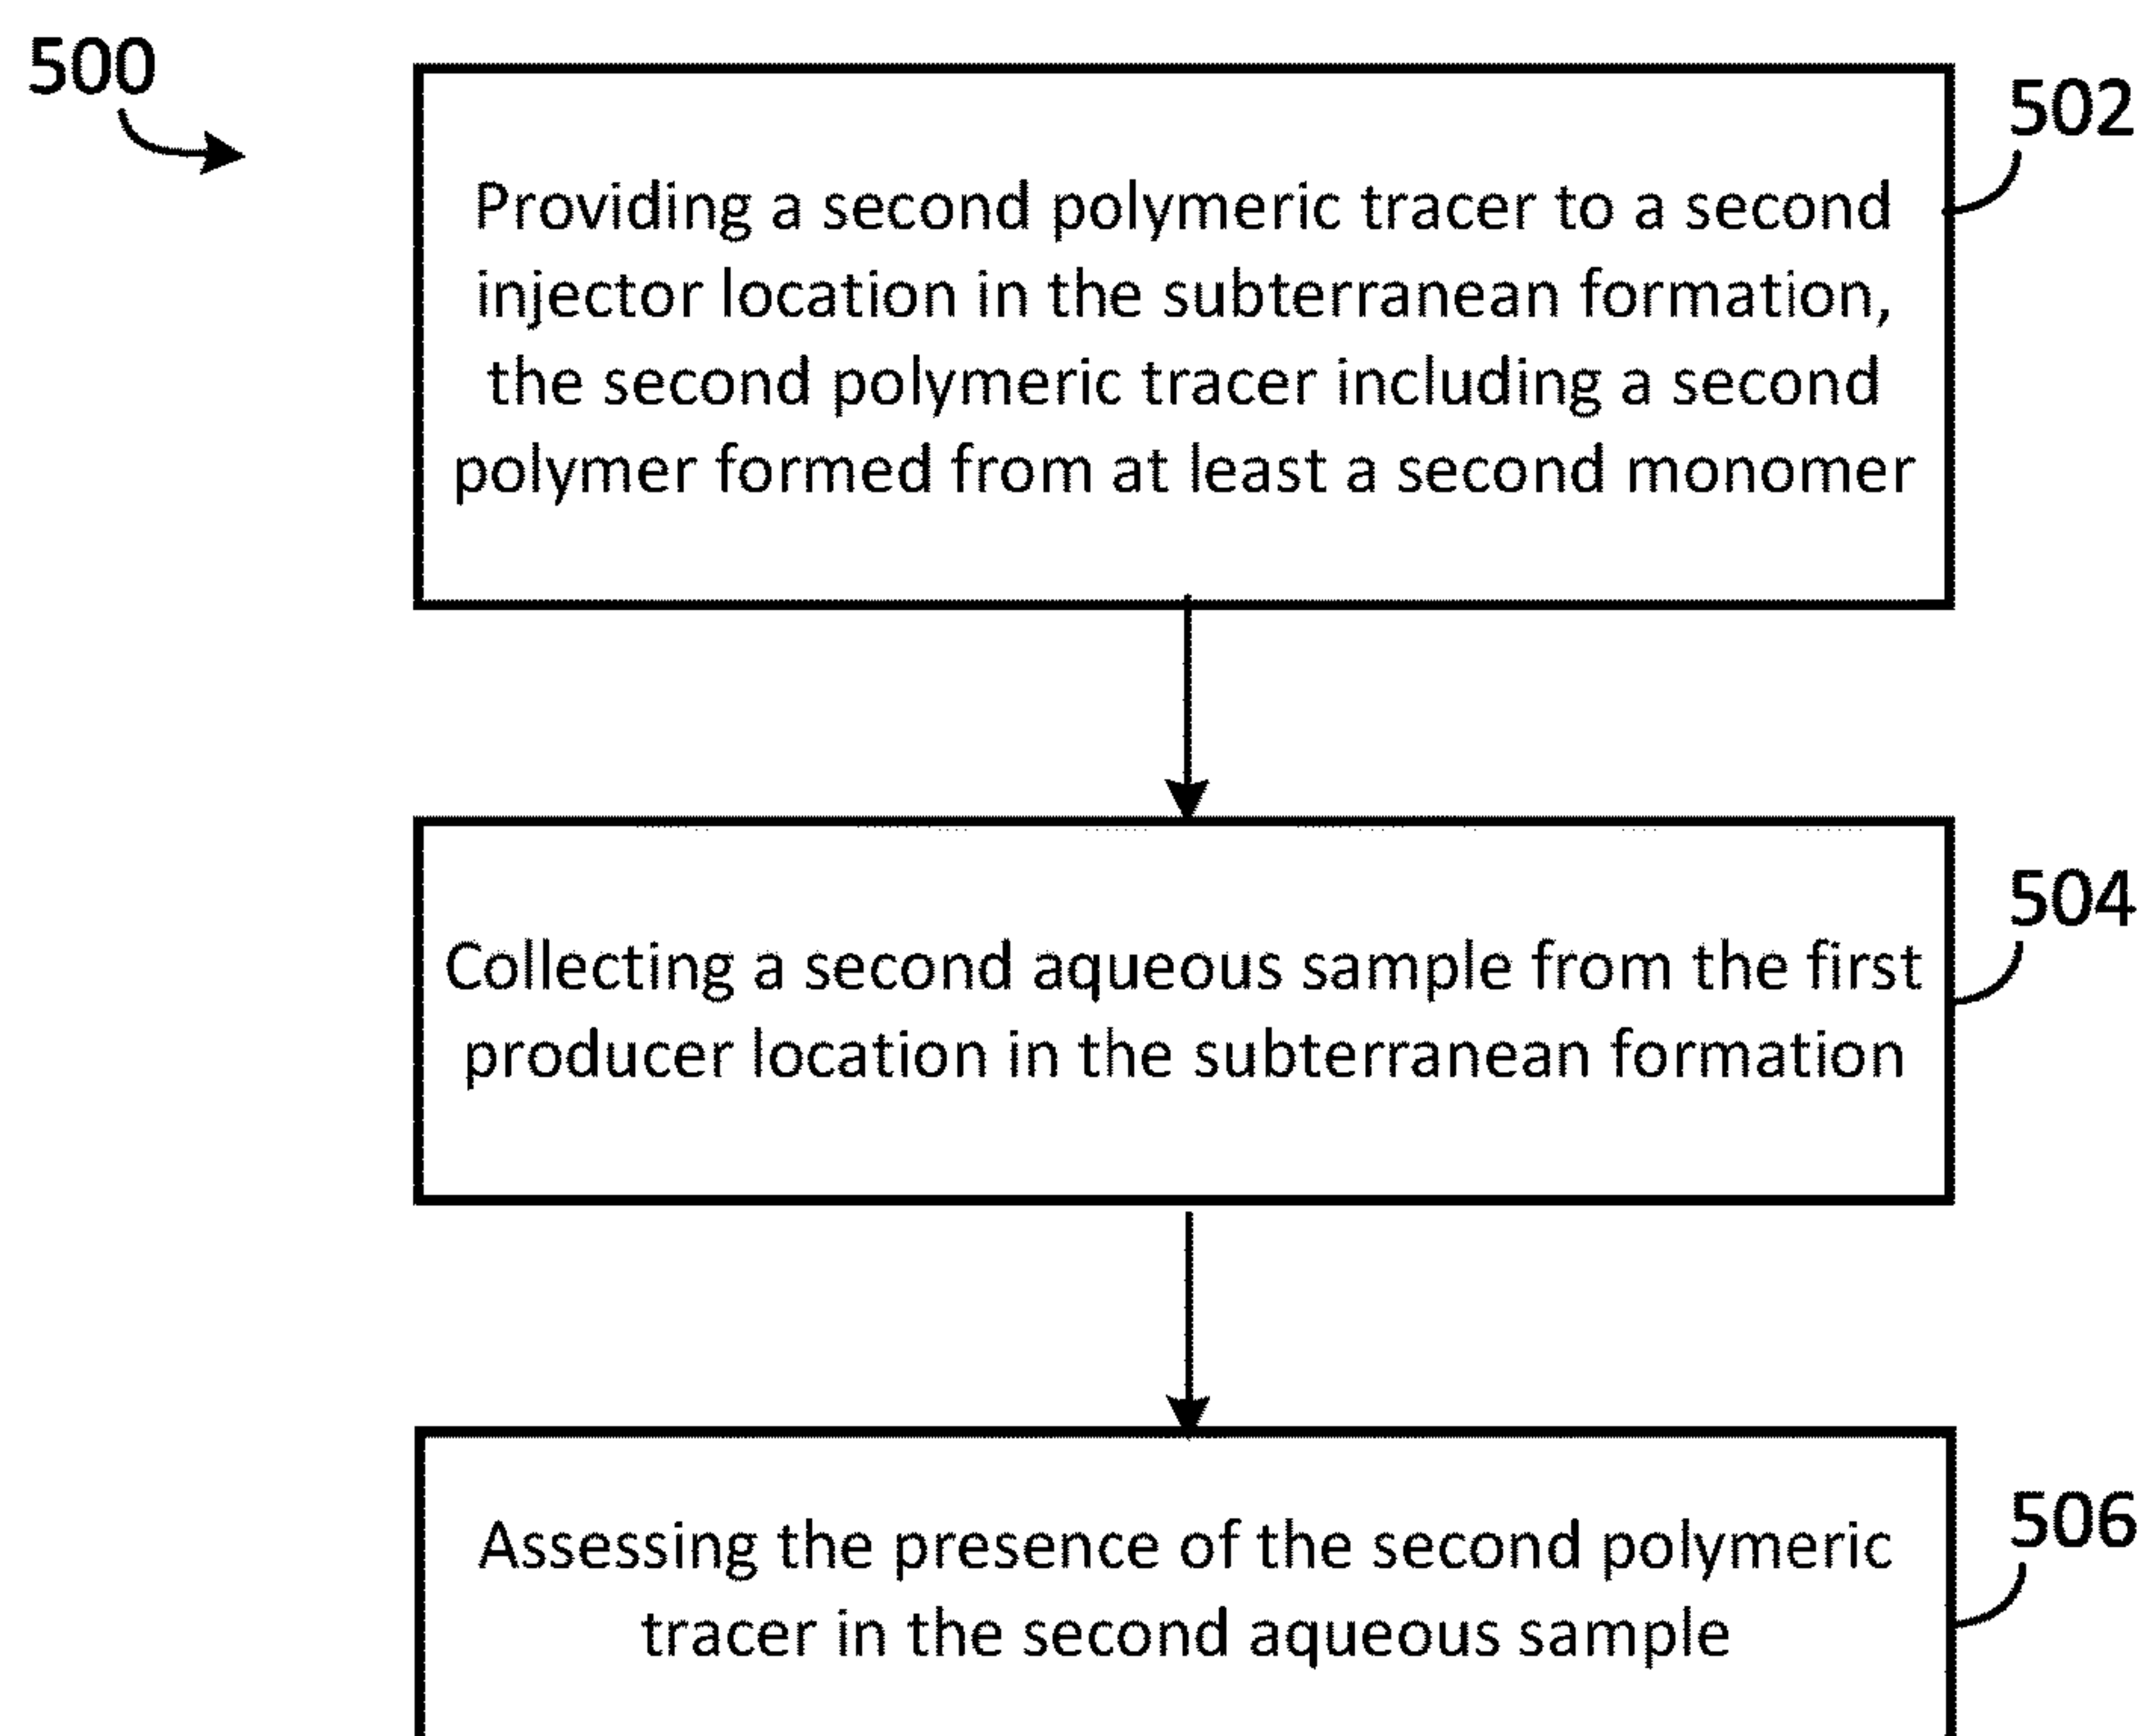 500
502
Providing a second polymeric tracer to a second
injector location in the subterranean formation,
the second polymeric tracer including a second
polymer formed from at least a second monomer
504
Collecting a second aqueous sample from the first
producer location in the subterranean formation
506
Assessing the presence of the second polymeric
tracer in the second aqueous sample